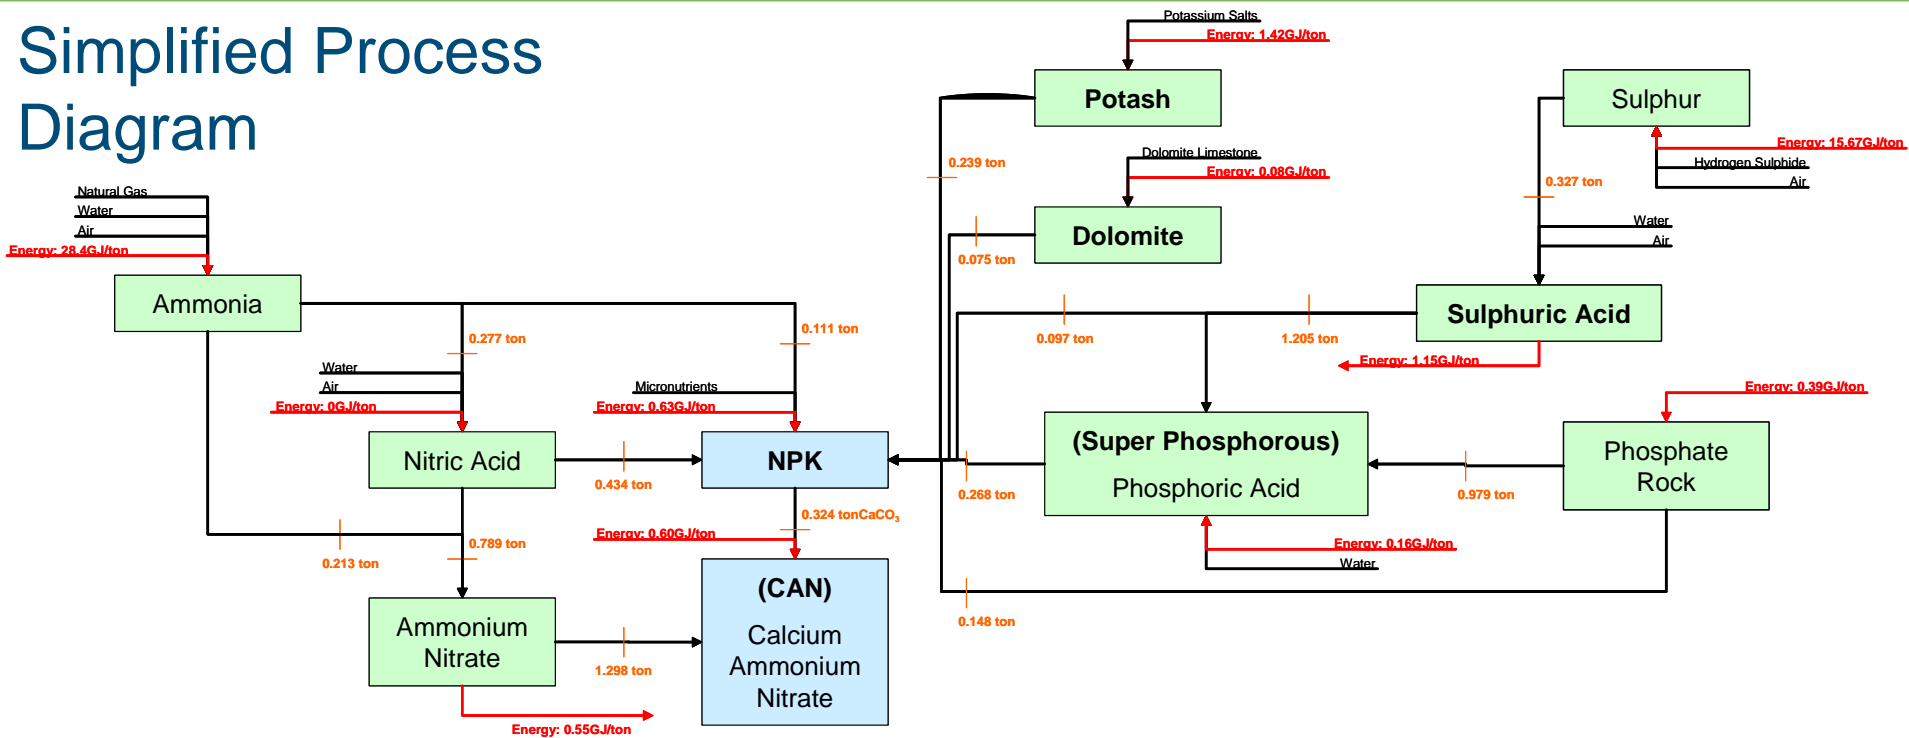 Simplified Process
Diagram
Potassium Salts
Energy: 1.42GJ/ton
Potash
Sulphur
Energy: 15.67GJ/ton
Hydrogen Sulphide
Air
0.239 ton
Dolomite Limestone
Energy: 0.08GJ/ton
0.327 ton
Natural Gas
Water
Air
Energy: 28.4GJ/ton
Dolomite
0.075 ton
Water
Air
Ammonia
Sulphuric Acid
0.277 ton
0.111 ton
0.097 ton
1.205 ton
Energy: 1.15GJ/ton
Water
Air
Energy: 0GJ/ton
Micronutrients
Energy: 0.63GJ/ton
Energy: 0.39GJ/ton
Nitric Acid
0.434 ton
NPK
0.268 ton
(Super Phosphorous)
Phosphoric Acid
0.979 ton
Phosphate
Rock
0.324 tonCaCO₃
Energy: 0.60GJ/ton
0.789 ton
0.213 ton
Energy: 0.16GJ/ton
Water
0.148 ton
Ammonium
Nitrate
1.298 ton
(CAN)
Calcium
Ammonium
Nitrate
Energy: 0.55GJ/ton